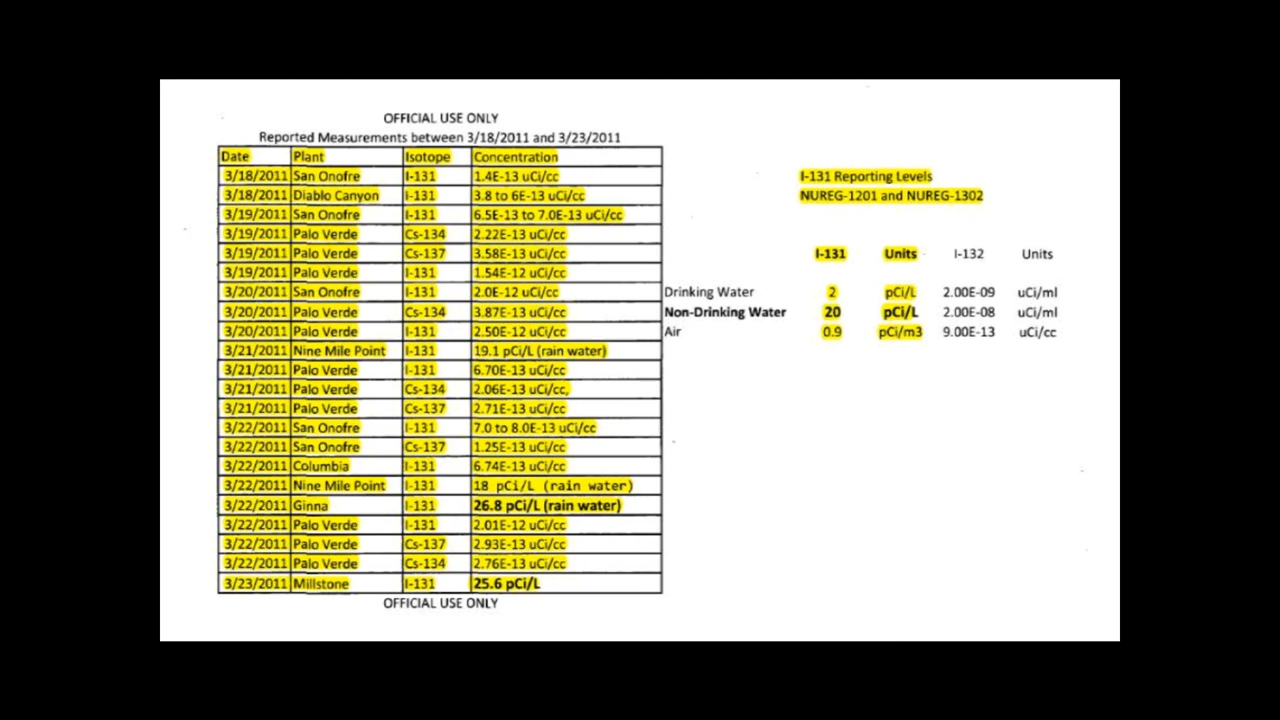 OFFICIAL USE ONLY
Reported Measurements between 3/18/2011 and 3/23/2011
Date Plant Isotope Concentration
3/18/2011 San Onofre I-131 1.4E-13 uCi/cc
3/18/2011 Diablo Canyon I-131 3.8 to 6E-13 uCi/cc
3/19/2011 San Onofre I-131 6.5E-13 to 7.0E-13 uCi/cc
3/19/2011 Palo Verde Cs-134 2.22E-13 uCi/cc
3/19/2011 Palo Verde Cs-137 3.58E-13 uCi/cc
3/19/2011 Palo Verde I-131 1.54E-12 uCi/cc
3/20/2011 San Onofre I-131 2.0E-12 uCi/cc
3/20/2011 Palo Verde Cs-134 3.87E-13 uCi/cc
3/20/2011 Palo Verde I-131 2.50E-12 uCi/cc
3/21/2011 Nine Mile Point I-131 19.1 pCi/L (rain water)
3/21/2011 Palo Verde I-131 6.70E-13 uCi/cc
3/21/2011 Palo Verde Cs-134 2.06E-13 uCi/cc,
3/21/2011 Palo Verde Cs-137 2.71E-13 uCi/cc
3/22/2011 San Onofre I-131 7.0 to 8.0E-13 uCi/cc
3/22/2011 San Onofre Cs-137 1.25E-13 uCi/cc
3/22/2011 Columbia I-131 6.74E-13 uCi/cc
3/22/2011 Nine Mile Point I-131 18 pCi/L (rain water)
3/22/2011 Ginna I-131 26.8 pCi/L (rain water)
3/22/2011 Palo Verde I-131 2.01E-12 uCi/cc
3/22/2011 Palo Verde Cs-137 2.93E-13 uCi/cc
3/22/2011 Palo Verde Cs-134 2.76E-13 uCi/cc
3/23/2011 Millstone I-131 25.6 pCi/L
OFFICIAL USE ONLY
I-131 Reporting Levels
NUREG-1201 and NUREG-1302
I-131 Units I-132 Units
Drinking Water 2 pCi/L 2.00E-09 uCi/ml
Non-Drinking Water 20 pCi/L 2.00E-08 uCi/ml
Air 0.9 pCi/m3 9.00E-13 uCi/cc